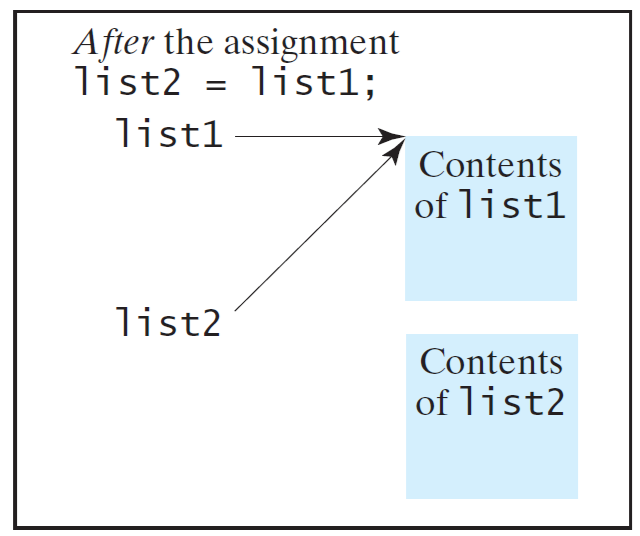 After the assignment
list2 = list1;
list1
Contents
of list1
list2
Contents
of list2